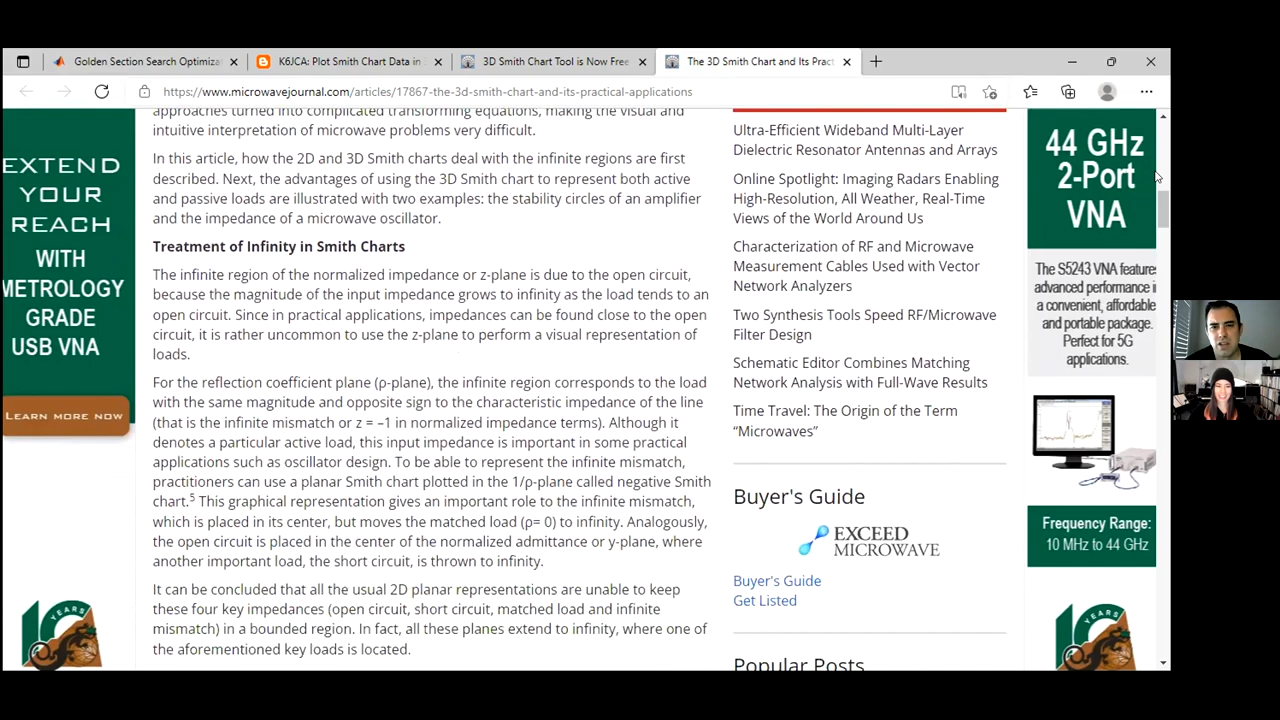 Golden Section Search Optimiza
K6JCA: Plot Smith Chart Data in
3D Smith Chart Tool is Now Free
The 3D Smith Chart and Its Pract
https://www.microwavejournal.com/articles/17867-the-3d-smith-chart-and-its-practical-applications
EXTEND
YOUR
REACH
WITH
METROLOGY
GRADE
USB VNA
LEARN MORE NOW
10
YEARS
approaches turned into complicated transforming equations, making the visual and
intuitive interpretation of microwave problems very difficult.
In this article, how the 2D and 3D Smith charts deal with the infinite regions are first
described. Next, the advantages of using the 3D Smith chart to represent both active
and passive loads are illustrated with two examples: the stability circles of an amplifier
and the impedance of a microwave oscillator.
Treatment of Infinity in Smith Charts
The infinite region of the normalized impedance or z-plane is due to the open circuit,
because the magnitude of the input impedance grows to infinity as the load tends to an
open circuit. Since in practical applications, impedances can be found close to the open
circuit, it is rather uncommon to use the z-plane to perform a visual representation of
loads.
For the reflection coefficient plane (ρ-plane), the infinite region corresponds to the load
with the same magnitude and opposite sign to the characteristic impedance of the line
(that is the infinite mismatch or z = –1 in normalized impedance terms). Although it
denotes a particular active load, this input impedance is important in some practical
applications such as oscillator design. To be able to represent the infinite mismatch,
practitioners can use a planar Smith chart plotted in the 1/ρ-plane called negative Smith
chart.5 This graphical representation gives an important role to the infinite mismatch,
which is placed in its center, but moves the matched load (ρ= 0) to infinity. Analogously,
the open circuit is placed in the center of the normalized admittance or y-plane, where
another important load, the short circuit, is thrown to infinity.
It can be concluded that all the usual 2D planar representations are unable to keep
these four key impedances (open circuit, short circuit, matched load and infinite
mismatch) in a bounded region. In fact, all these planes extend to infinity, where one of
the aforementioned key loads is located.
Ultra-Efficient Wideband Multi-Layer
Dielectric Resonator Antennas and Arrays
Online Spotlight: Imaging Radars Enabling
High-Resolution, All Weather, Real-Time
Views of the World Around Us
Characterization of RF and Microwave
Measurement Cables Used with Vector
Network Analyzers
Two Synthesis Tools Speed RF/Microwave
Filter Design
Schematic Editor Combines Matching
Network Analysis with Full-Wave Results
Time Travel: The Origin of the Term
“Microwaves”
Buyer's Guide
EXCEED
MICROWAVE
Buyer's Guide
Get Listed
Popular Posts
44 GHz
2-Port
VNA
The S5243 VNA features
advanced performance in
a convenient, affordable
and portable package.
Perfect for 5G
applications.
Frequency Range:
10 MHz to 44 GHz
10
YEARS